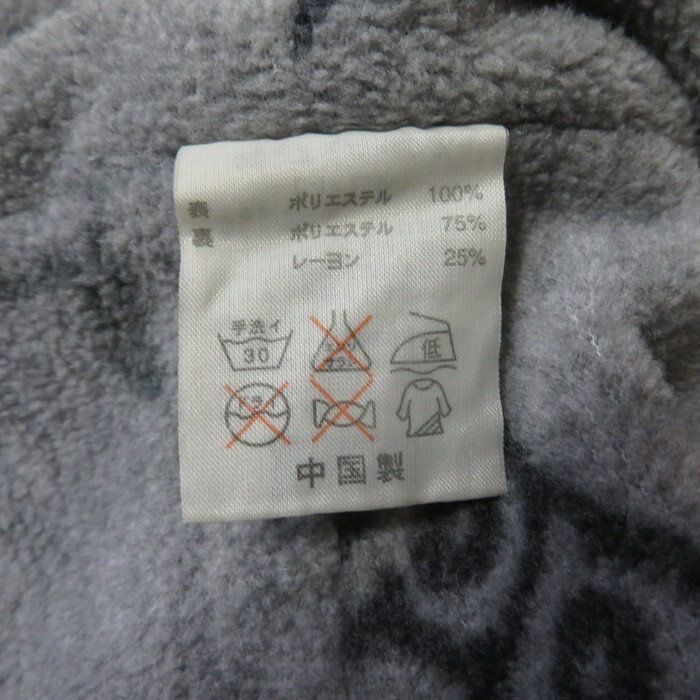 表 ポリエステル 100%
裏 ポリエステル 75%
レーヨン 25%
手洗イ
30
低
中国製